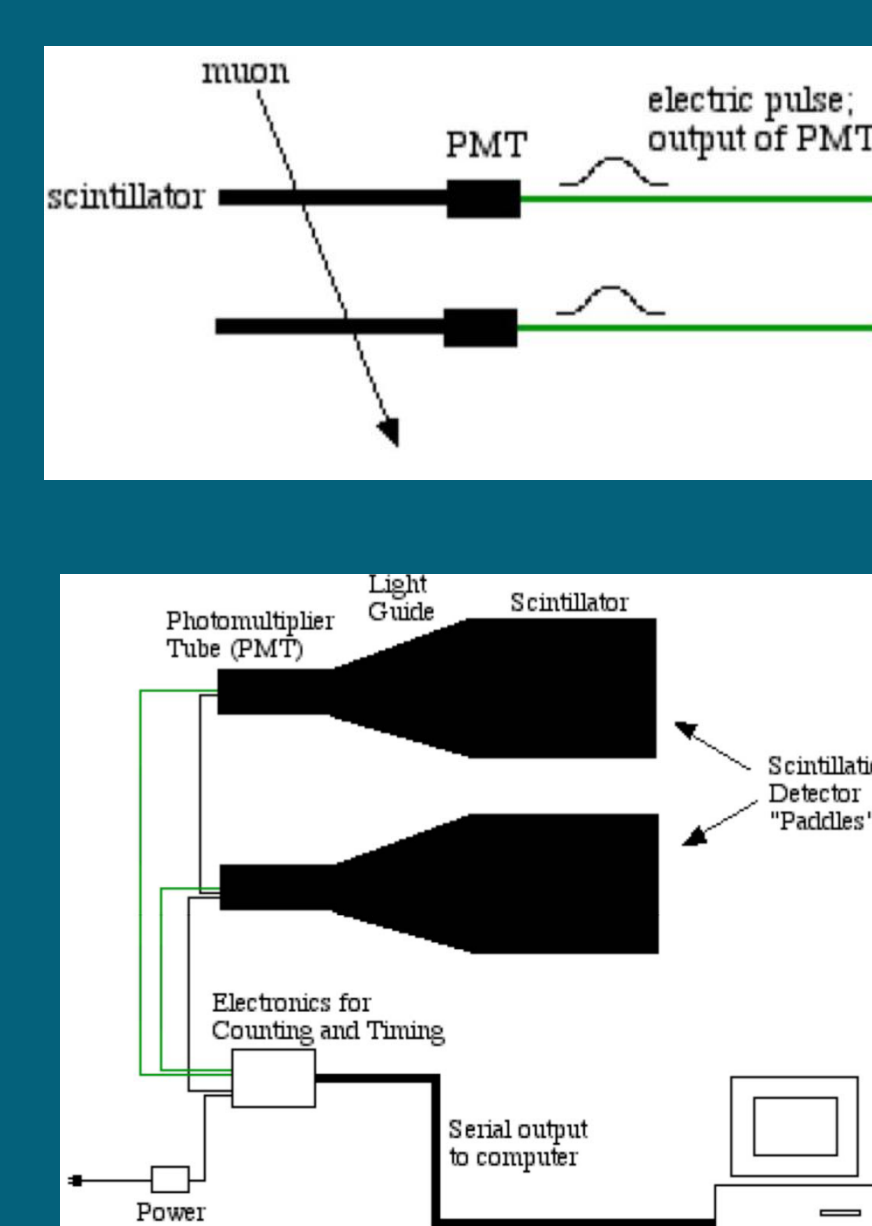 muon
electric pulse;
PMT
output of PMT
scintillator
Light
Guide
Scintillator
Photomultiplier
Tube (PMT)
Detector
"Paddles"
Electronics for
Counting and Timing
Serial output
to computer
Power